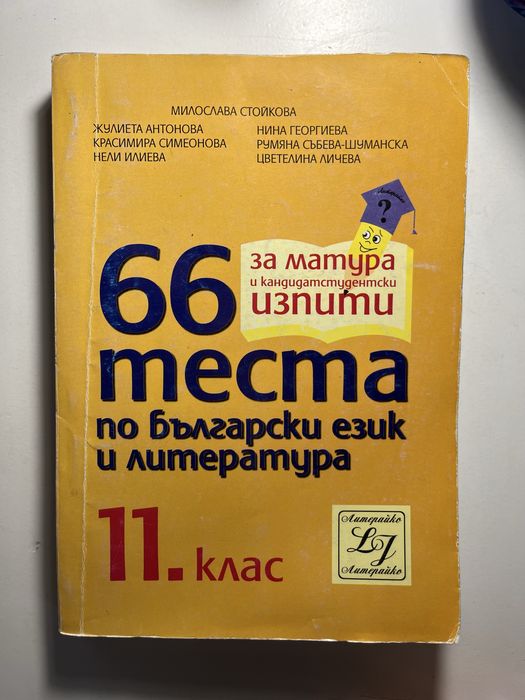 МИЛОСЛАВА СТОЙКОВА
ЖУЛИЕТА АНТОНОВА
КРАСИМИРА СИМЕОНОВА
НЕЛИ ИЛИЕВА
НИНА ГЕОРГИЕВА
РУМЯНА СЪБЕВА-ШУМАНСКА
ЦВЕТЕЛИНА ЛИЧЕВА
Литерайко
?
за матура
и кандидатстудентски
изпити
66
теста
по български език
и литература
11. клас
Литерайко
LJ
Литерайко